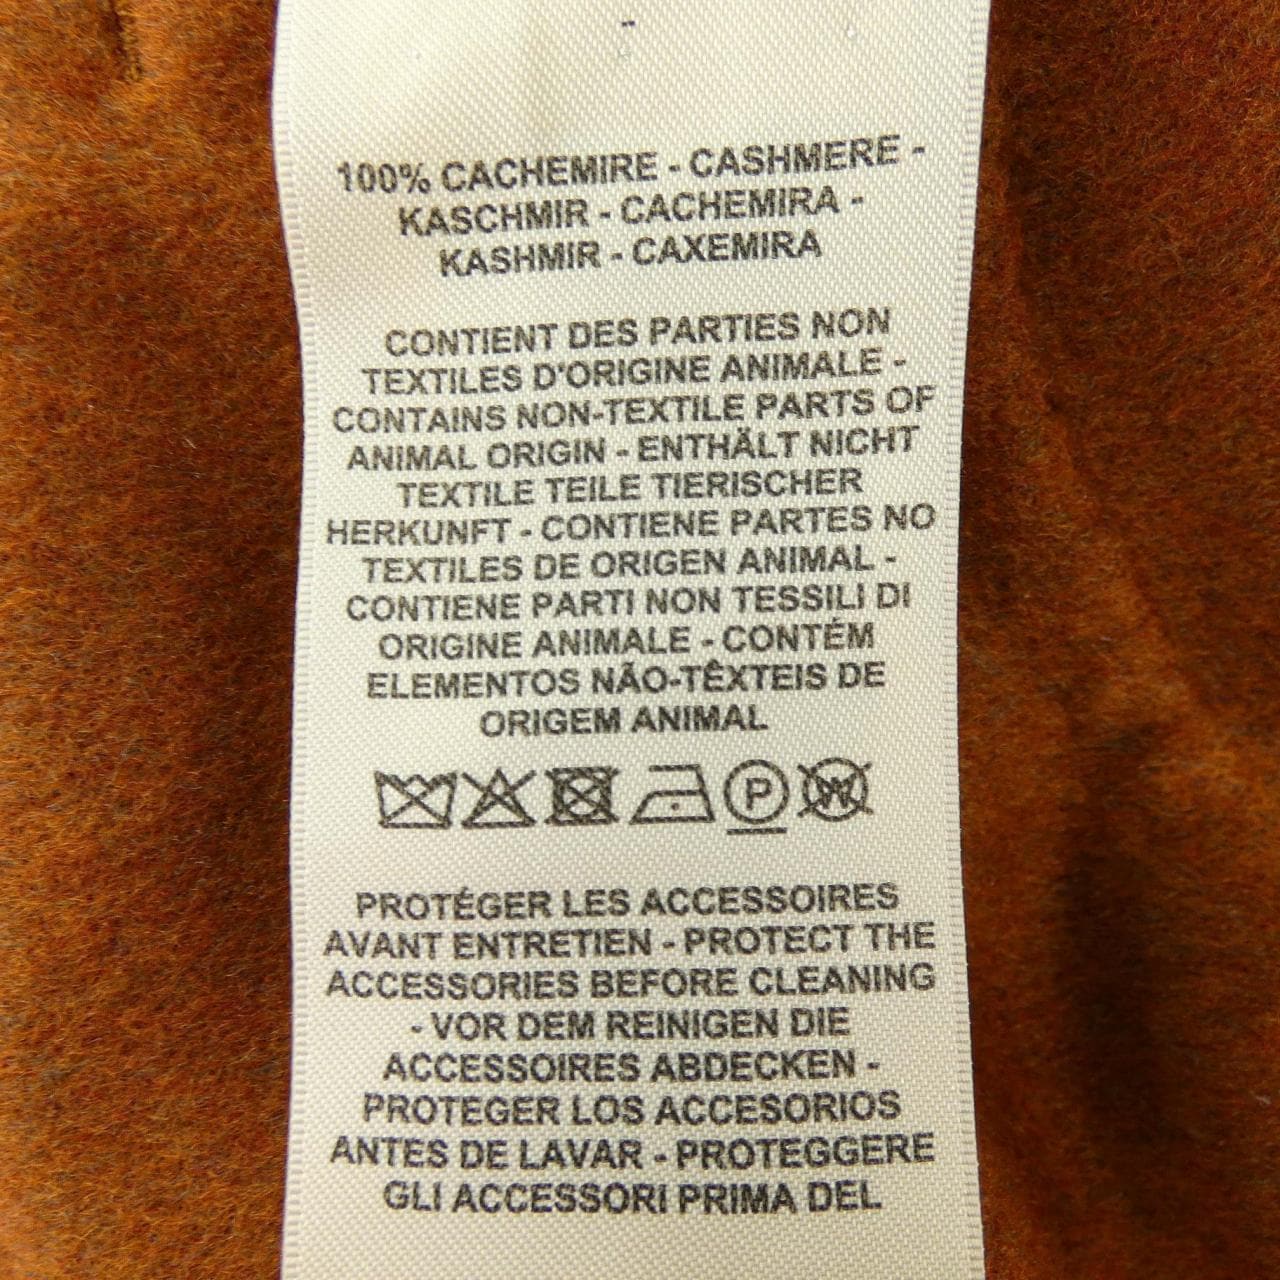 100% CACHEMIRE - CASHMERE -
KASCHMIR - CACHEMIRA -
KASHMIR - CAXEMIRA
CONTIENT DES PARTIES NON
TEXTILES D'ORIGINE ANIMALE -
CONTAINS NON-TEXTILE PARTS OF
ANIMAL ORIGIN - ENTHÄLT NICHT
TEXTILE TEILE TIERISCHER
HERKUNFT - CONTIENE PARTES NO
TEXTILES DE ORIGEN ANIMAL -
CONTIENE PARTI NON TESSILI DI
ORIGINE ANIMALE - CONTÉM
ELEMENTOS NÃO-TÊXTEIS DE
ORIGEM ANIMAL
P W
PROTÉGER LES ACCESSOIRES
AVANT ENTRETIEN - PROTECT THE
ACCESSORIES BEFORE CLEANING
- VOR DEM REINIGEN DIE
ACCESSOIRES ABDECKEN -
PROTEGER LOS ACCESORIOS
ANTES DE LAVAR - PROTEGGERE
GLI ACCESSORI PRIMA DEL